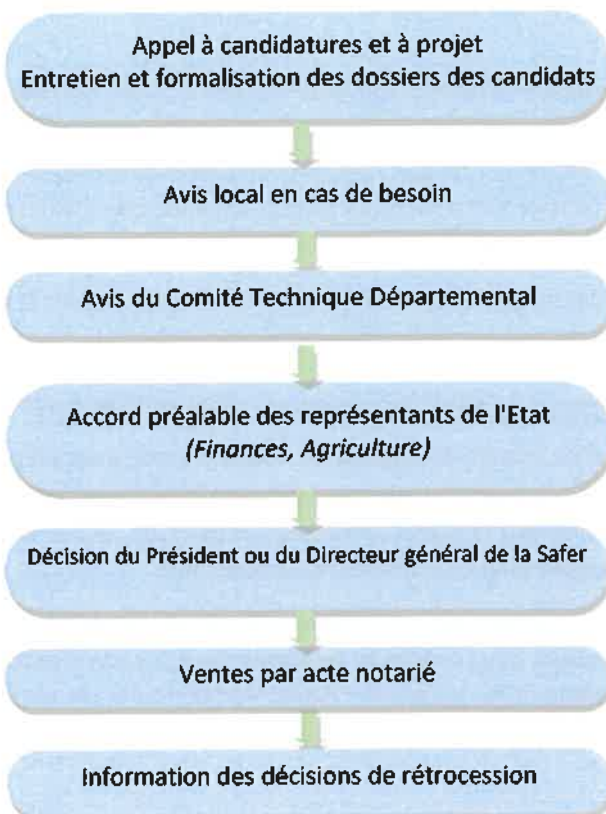 Appel à candidatures et à projet
Entretien et formalisation des dossiers des candidats
Avis local en cas de besoin
Avis du Comité Technique Départemental
Accord préalable des représentants de l'Etat
(Finances, Agriculture)
Décision du Président ou du Directeur général de la Safer
Ventes par acte notarié
Information des décisions de rétrocession